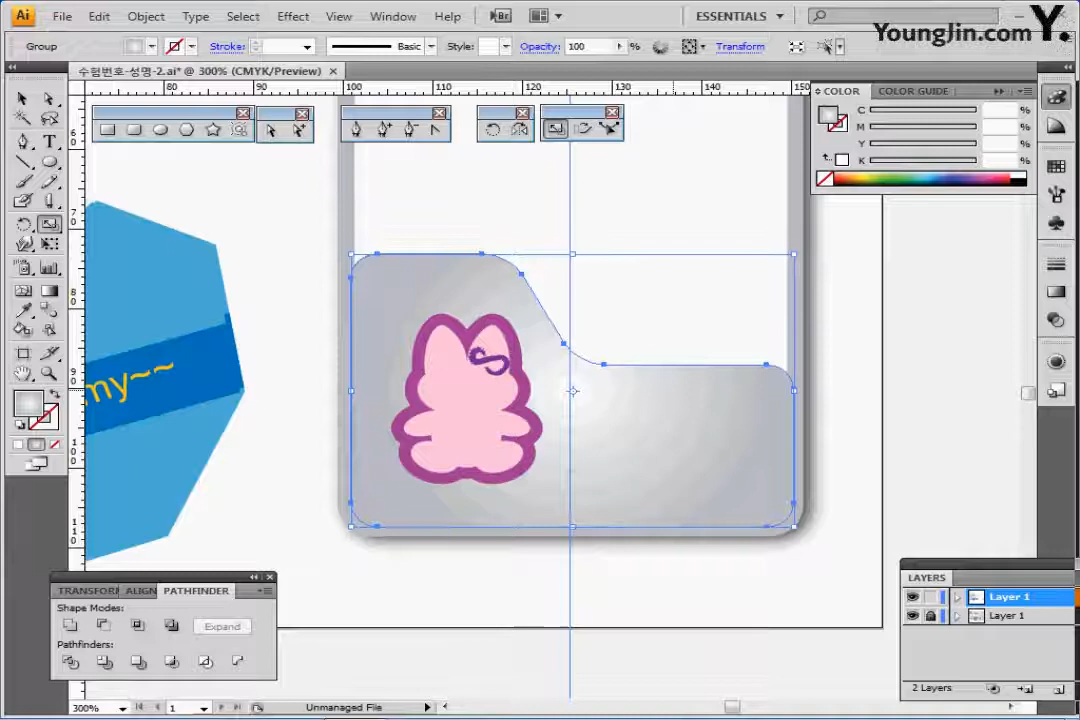 Ai File Edit Object Type Select Effect View Window Help Br ESSENTIALS
YoungJin.com Y.
Group Stroke: Basic Style: Opacity: 100 % Transform
수험번호-성명-2.ai* @ 300% (CMYK/Preview) ×
80 90 100 110 120 130 140 150
COLOR COLOR GUIDE
C %
M %
Y %
K %
my~~
TRANSFORM ALIGN PATHFINDER
Shape Modes:
Expand
Pathfinders:
LAYERS
Layer 1
Layer 1
2 Layers
300% 1 Unmanaged File